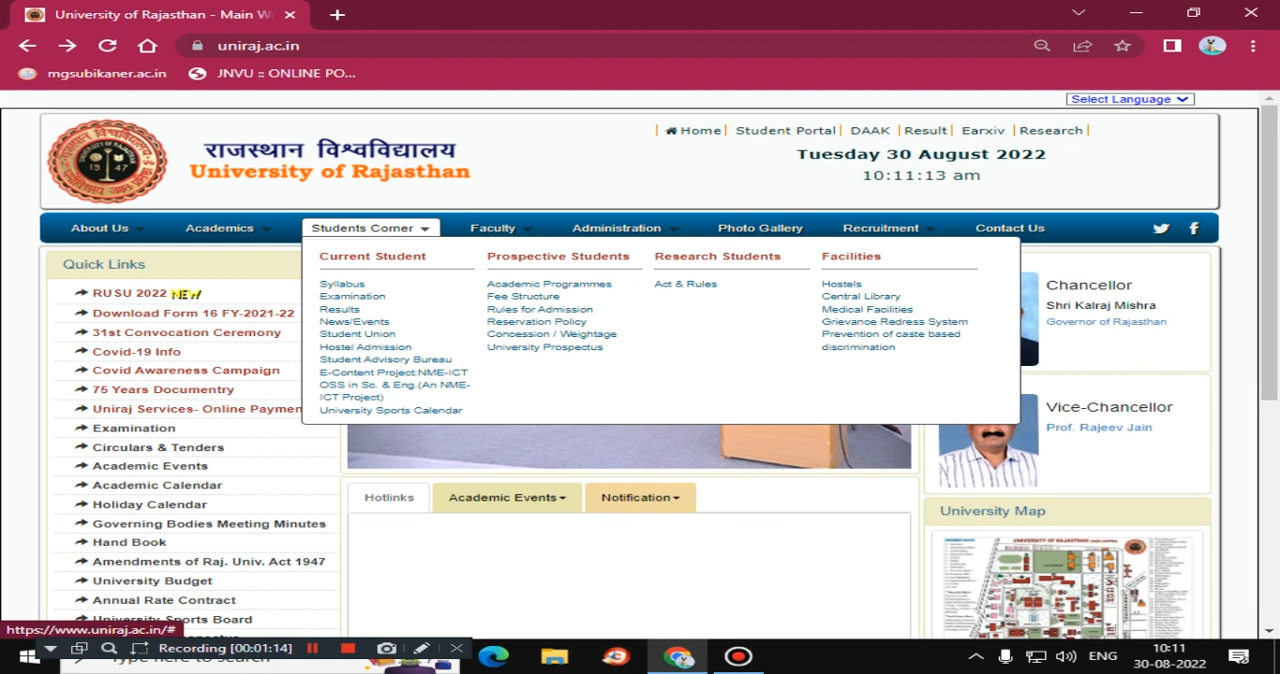 University of Rajasthan - Main W
uniraj.ac.in
mgsubikaner.ac.in
JNVU :: ONLINE PO...
Select Language
राजस्थान विश्वविद्यालय
University of Rajasthan
1947
Home Student Portal DAAK Result Earxiv Research
Tuesday 30 August 2022
10:11:13 am
About Us Academics Students Corner Faculty Administration Photo Gallery Recruitment Contact Us
Quick Links
RUSU 2022 NEW
Download Form 16 FY-2021-22
31st Convocation Ceremony
Covid-19 Info
Covid Awareness Campaign
75 Years Documentry
Uniraj Services- Online Paymen
Examination
Circulars & Tenders
Academic Events
Academic Calendar
Holiday Calendar
Governing Bodies Meeting Minutes
Hand Book
Amendments of Raj. Univ. Act 1947
University Budget
Annual Rate Contract
University Sports Board
Current Student
Syllabus
Examination
Results
News/Events
Student Union
Hostel Admission
Student Advisory Bureau
E-Content Project:NME-ICT
OSS in Sc. & Eng.(An NME-
ICT Project)
University Sports Calendar
Prospective Students
Academic Programmes
Fee Structure
Rules for Admission
Reservation Policy
Concession / Weightage
University Prospectus
Research Students
Act & Rules
Facilities
Hostels
Central Library
Medical Facilities
Grievance Redress System
Prevention of caste based
discrimination
Chancellor
Shri Kalraj Mishra
Governor of Rajasthan
Vice-Chancellor
Prof. Rajeev Jain
Hotlinks Academic Events Notification
University Map
UNIVERSITY OF RAJASTHAN
https://www.uniraj.ac.in/#
Recording [00:01:14]
Type here to search
ENG
10:11
30-08-2022